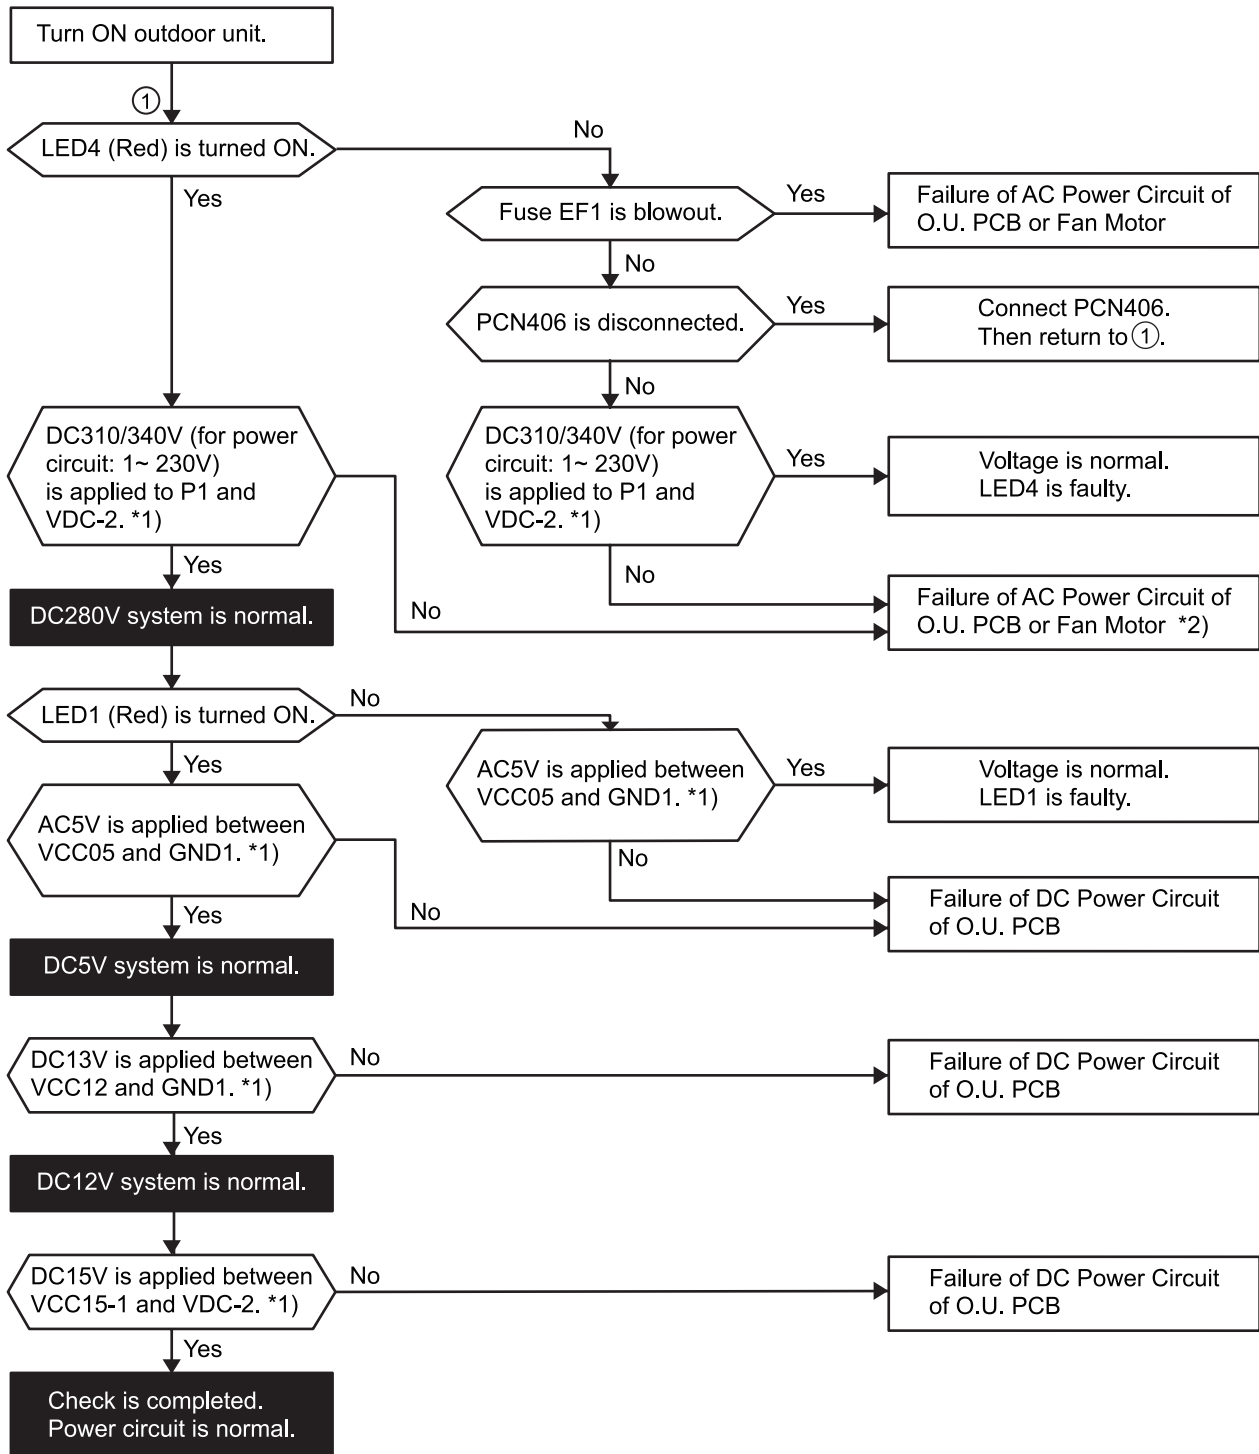 Turn ON outdoor unit.
①
LED4 (Red) is turned ON.
No
Yes
Fuse EF1 is blowout.
Yes
Failure of AC Power Circuit of
O.U. PCB or Fan Motor
No
PCN406 is disconnected.
Yes
Connect PCN406.
Then return to ①.
No
DC310/340V (for power
circuit: 1~ 230V)
is applied to P1 and
VDC-2. *1)
DC310/340V (for power
circuit: 1~ 230V)
is applied to P1 and
VDC-2. *1)
Yes
Voltage is normal.
LED4 is faulty.
Yes
No
DC280V system is normal.
No
Failure of AC Power Circuit of
O.U. PCB or Fan Motor *2)
LED1 (Red) is turned ON.
No
Yes
AC5V is applied between
VCC05 and GND1. *1)
Yes
Voltage is normal.
LED1 is faulty.
AC5V is applied between
VCC05 and GND1. *1)
No
Yes
No
Failure of DC Power Circuit
of O.U. PCB
DC5V system is normal.
DC13V is applied between
VCC12 and GND1. *1)
No
Failure of DC Power Circuit
of O.U. PCB
Yes
DC12V system is normal.
DC15V is applied between
VCC15-1 and VDC-2. *1)
No
Failure of DC Power Circuit
of O.U. PCB
Yes
Check is completed.
Power circuit is normal.